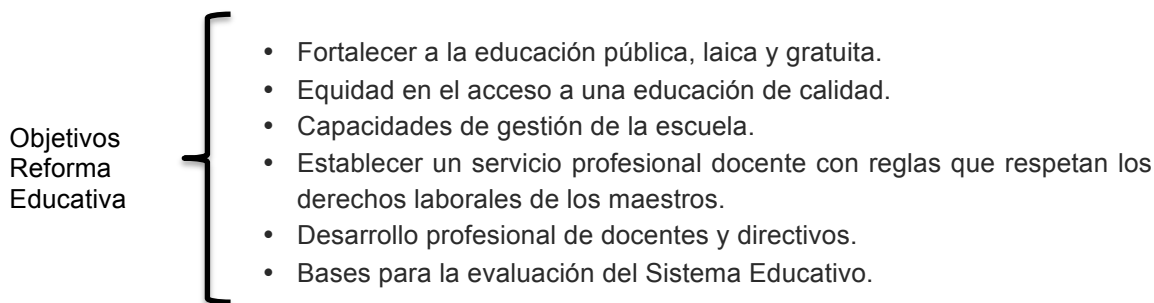 Objetivos
Reforma
Educativa
• Fortalecer a la educación pública, laica y gratuita.
• Equidad en el acceso a una educación de calidad.
• Capacidades de gestión de la escuela.
• Establecer un servicio profesional docente con reglas que respetan los
derechos laborales de los maestros.
• Desarrollo profesional de docentes y directivos.
• Bases para la evaluación del Sistema Educativo.